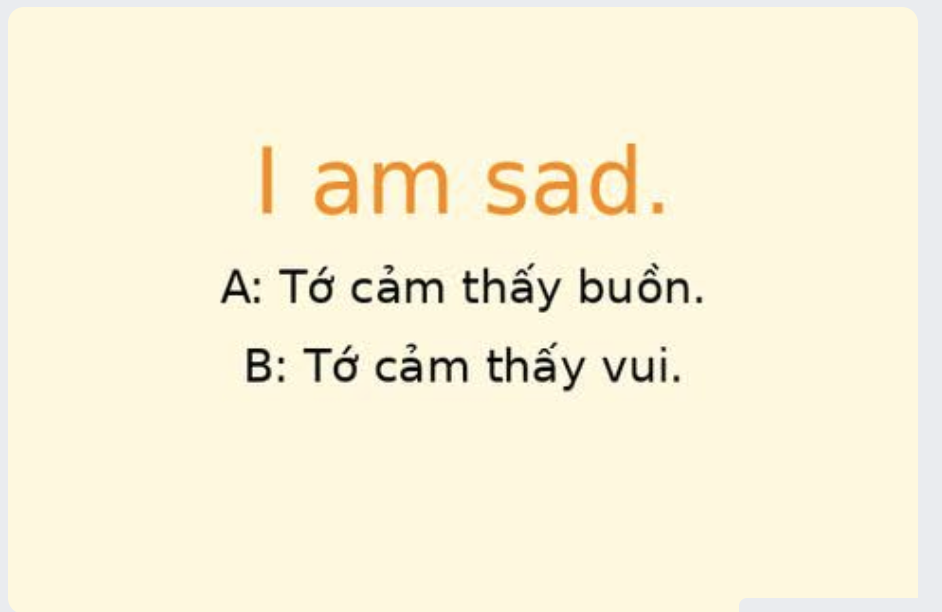 I am sad.
A: Tớ cảm thấy buồn.
B: Tớ cảm thấy vui.